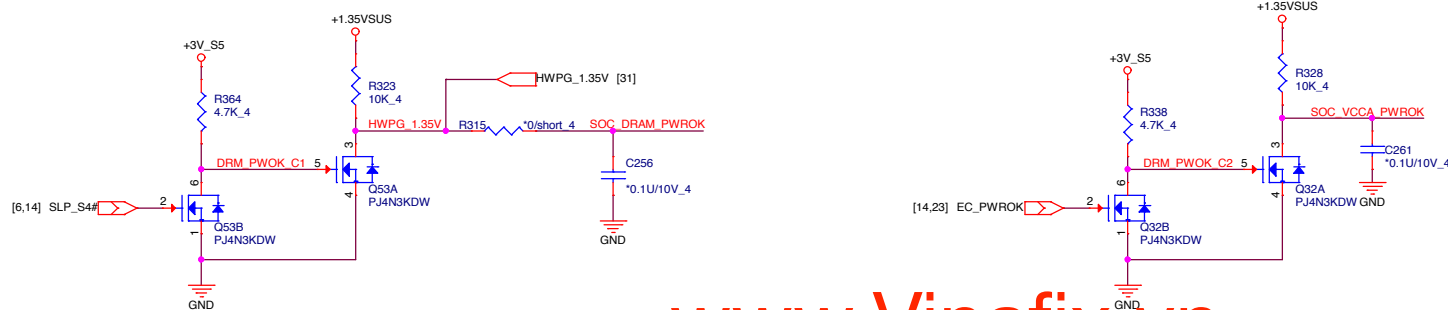 +1.35VSUS
+3V_S5
R323
10K_4
HWPG_1.35V [31]
R364
4.7K_4
HWPG_1.35V
R315
*0/short_4
SOC_DRAM_PWROK
3
DRM_PWOK_C1
5
C256
*0.1U/10V_4
6
Q53A
PJ4N3KDW
4
[6,14] SLP_S4#
2
Q53B
PJ4N3KDW
1
GND
GND
+1.35VSUS
+3V_S5
R328
10K_4
SOC_VCCA_PWROK
R338
4.7K_4
3
C261
*0.1U/10V_4
DRM_PWOK_C2
5
6
Q32A
PJ4N3KDW
GND
4
[14,23] EC_PWROK
2
Q32B
PJ4N3KDW
1
GND